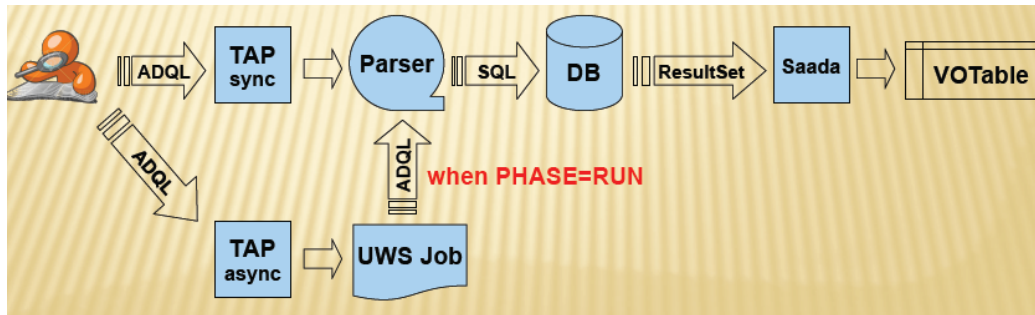 ADQL
TAP
sync
Parser
SQL
DB
ResultSet
Saada
VOTable
ADQL
ADQL
when PHASE=RUN
TAP
async
UWS Job